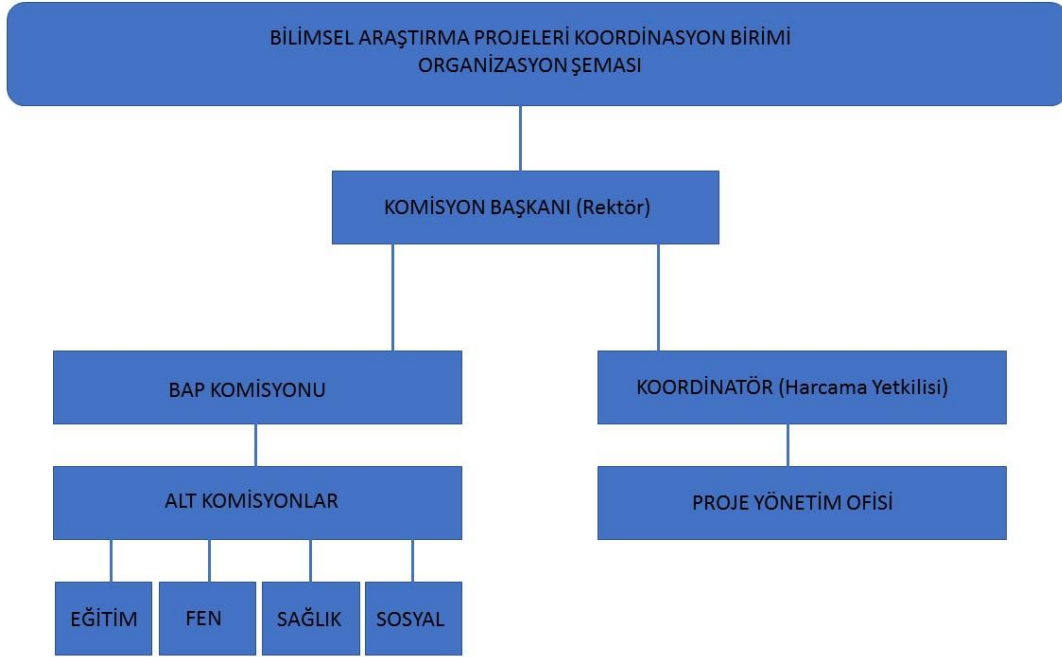 BİLİMSEL ARAŞTIRMA PROJELERİ KOORDİNASYON BİRİMİ
ORGANİZASYON ŞEMASI
KOMİSYON BAŞKANI (Rektör)
BAP KOMİSYONU
KOORDİNATÖR (Harcama Yetkilisi)
ALT KOMİSYONLAR
PROJE YÖNETİM OFİSİ
EĞİTİM
FEN
SAĞLIK
SOSYAL